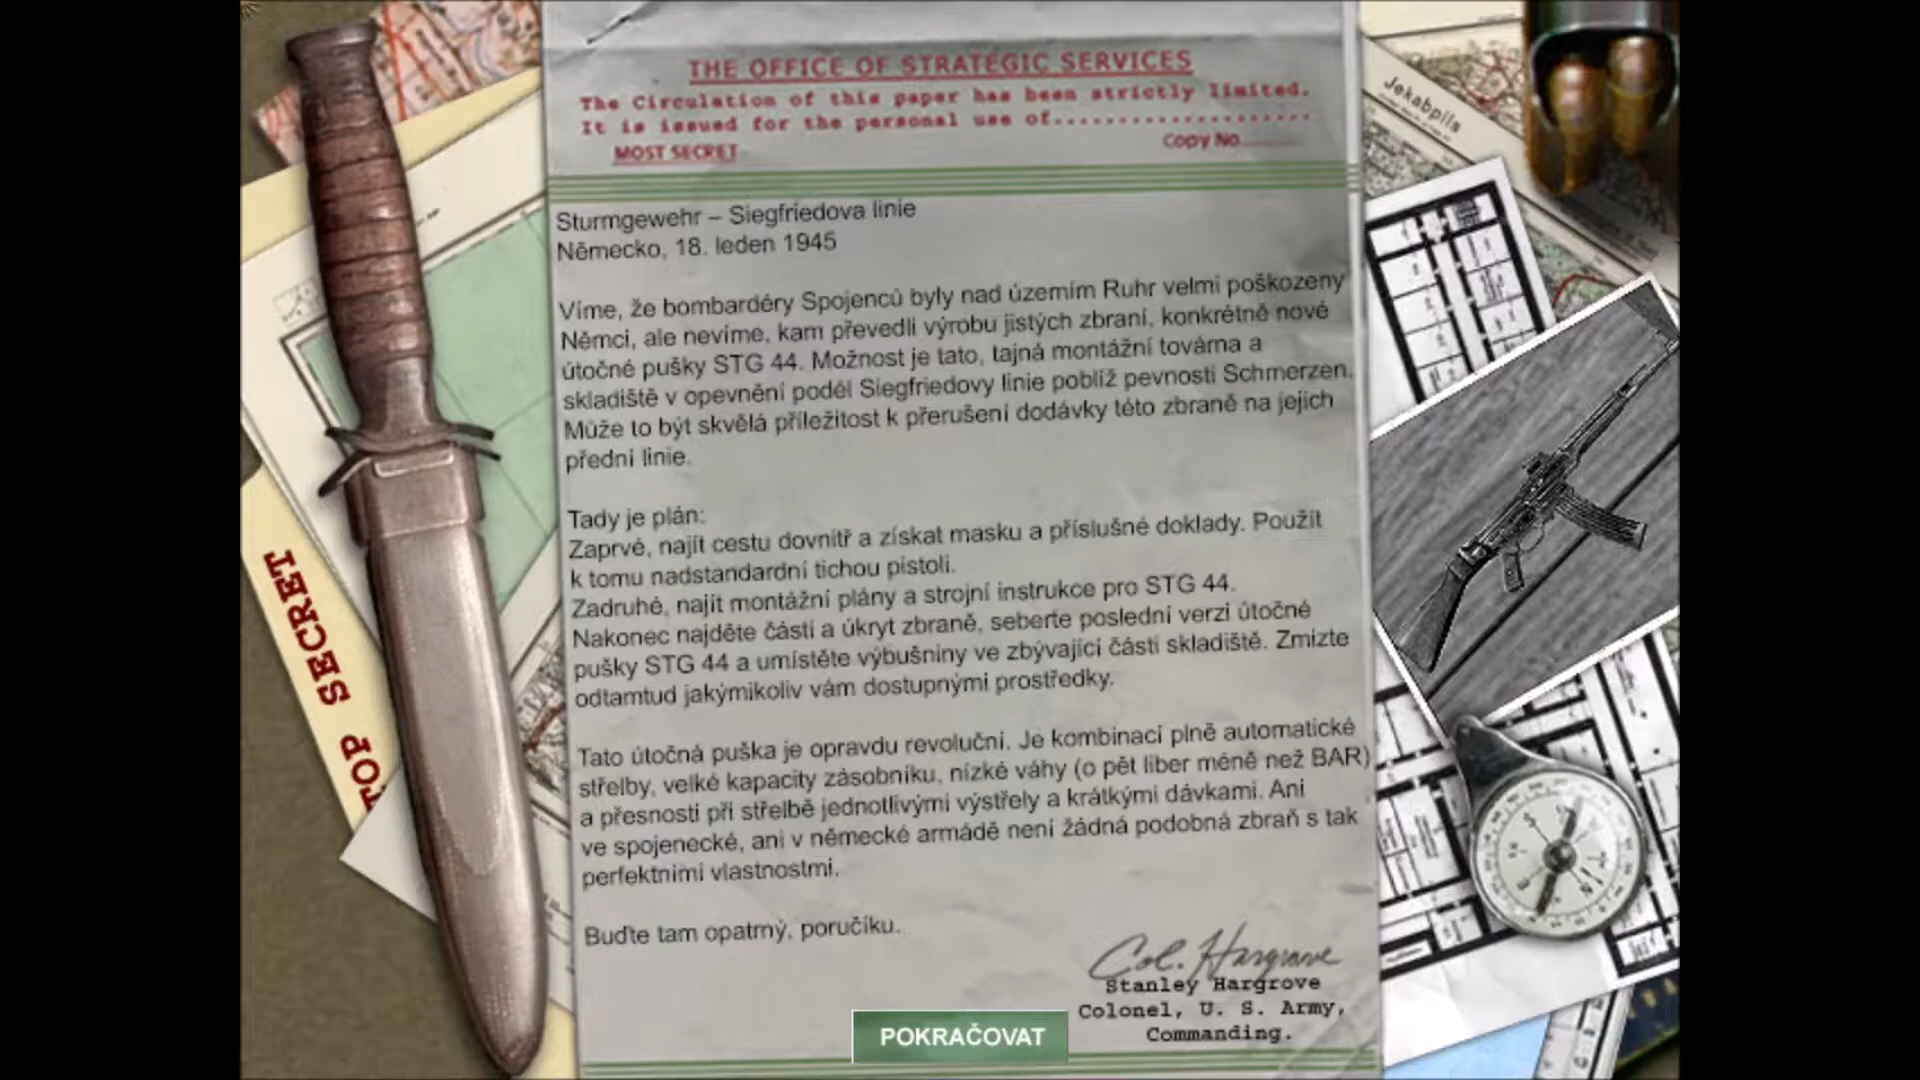 THE OFFICE OF STRATEGIC SERVICES
The Circulation of this paper has been strictly limited.
It is issued for the personal use of....................
MOST SECRET
Copy No..........
Sturmgewehr – Siegfriedova linie
Německo, 18. leden 1945
Víme, že bombardéry Spojenců byly nad územím Ruhr velmi poškozeny
Němci, ale nevíme, kam převedli výrobu jistých zbraní, konkrétně nové
útočné pušky STG 44. Možnost je tato, tajná montážní továrna a
skladiště v opevnění podél Siegfriedovy linie poblíž pevnosti Schmerzen.
Může to být skvělá příležitost k přerušení dodávky této zbraně na jejich
přední linie.
Tady je plán:
Zaprvé, najít cestu dovnitř a získat masku a příslušné doklady. Použít
k tomu nadstandardní tichou pistoli.
Zadruhé, najít montážní plány a strojní instrukce pro STG 44.
Nakonec najděte části a úkryt zbraně, seberte poslední verzi útočné
pušky STG 44 a umístěte výbušniny ve zbývající části skladiště. Zmizte
odtamtud jakýmikoliv vám dostupnými prostředky.
Tato útočná puška je opravdu revoluční. Je kombinací plně automatické
střelby, velké kapacity zásobníku, nízké váhy (o pět liber méně než BAR)
a přesnosti při střelbě jednotlivými výstřely a krátkými dávkami. Ani
ve spojenecké, ani v německé armádě není žádná podobná zbraň s tak
perfektními vlastnostmi.
Buďte tam opatrný, poručíku.
Col. Hargrove
Stanley Hargrove
Colonel, U. S. Army,
Commanding.
POKRAČOVAT
TOP SECRET
Jekabpils